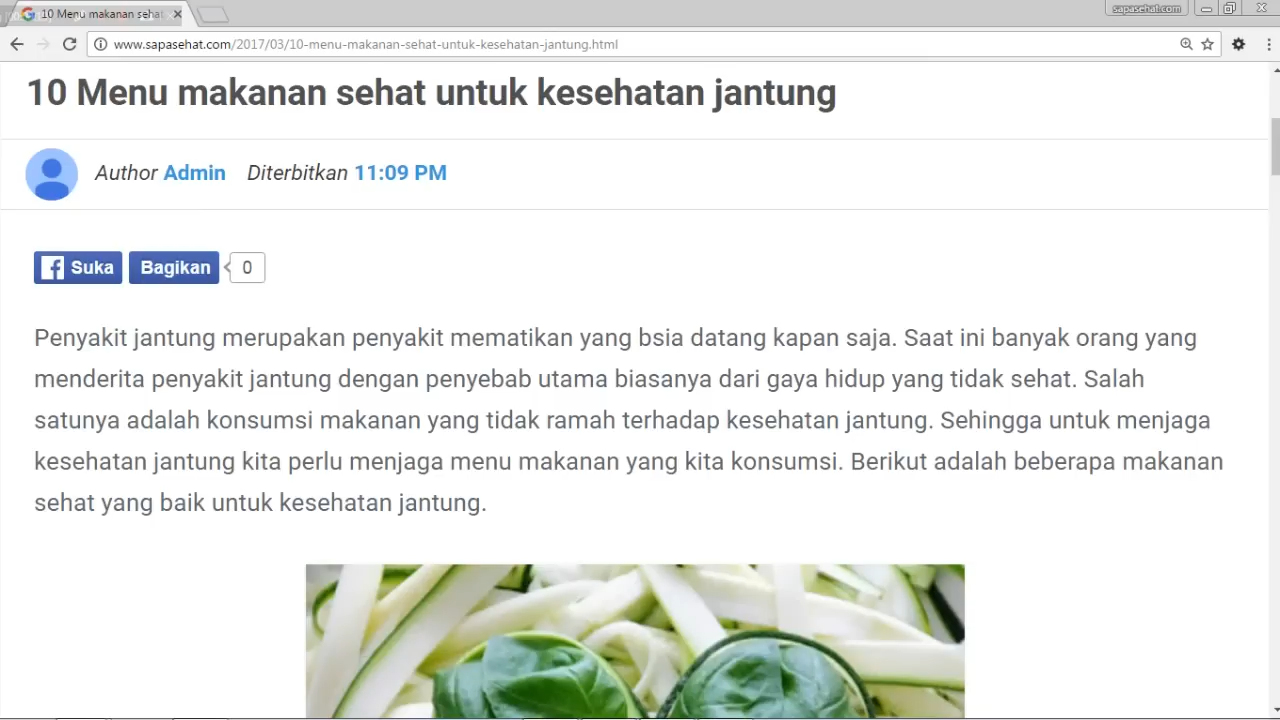 10 Menu makanan sehat
sapasehat.com
www.sapasehat.com/2017/03/10-menu-makanan-sehat-untuk-kesehatan-jantung.html
10 Menu makanan sehat untuk kesehatan jantung
Author Admin Diterbitkan 11:09 PM
Suka Bagikan 0
Penyakit jantung merupakan penyakit mematikan yang bsia datang kapan saja. Saat ini banyak orang yang
menderita penyakit jantung dengan penyebab utama biasanya dari gaya hidup yang tidak sehat. Salah
satunya adalah konsumsi makanan yang tidak ramah terhadap kesehatan jantung. Sehingga untuk menjaga
kesehatan jantung kita perlu menjaga menu makanan yang kita konsumsi. Berikut adalah beberapa makanan
sehat yang baik untuk kesehatan jantung.